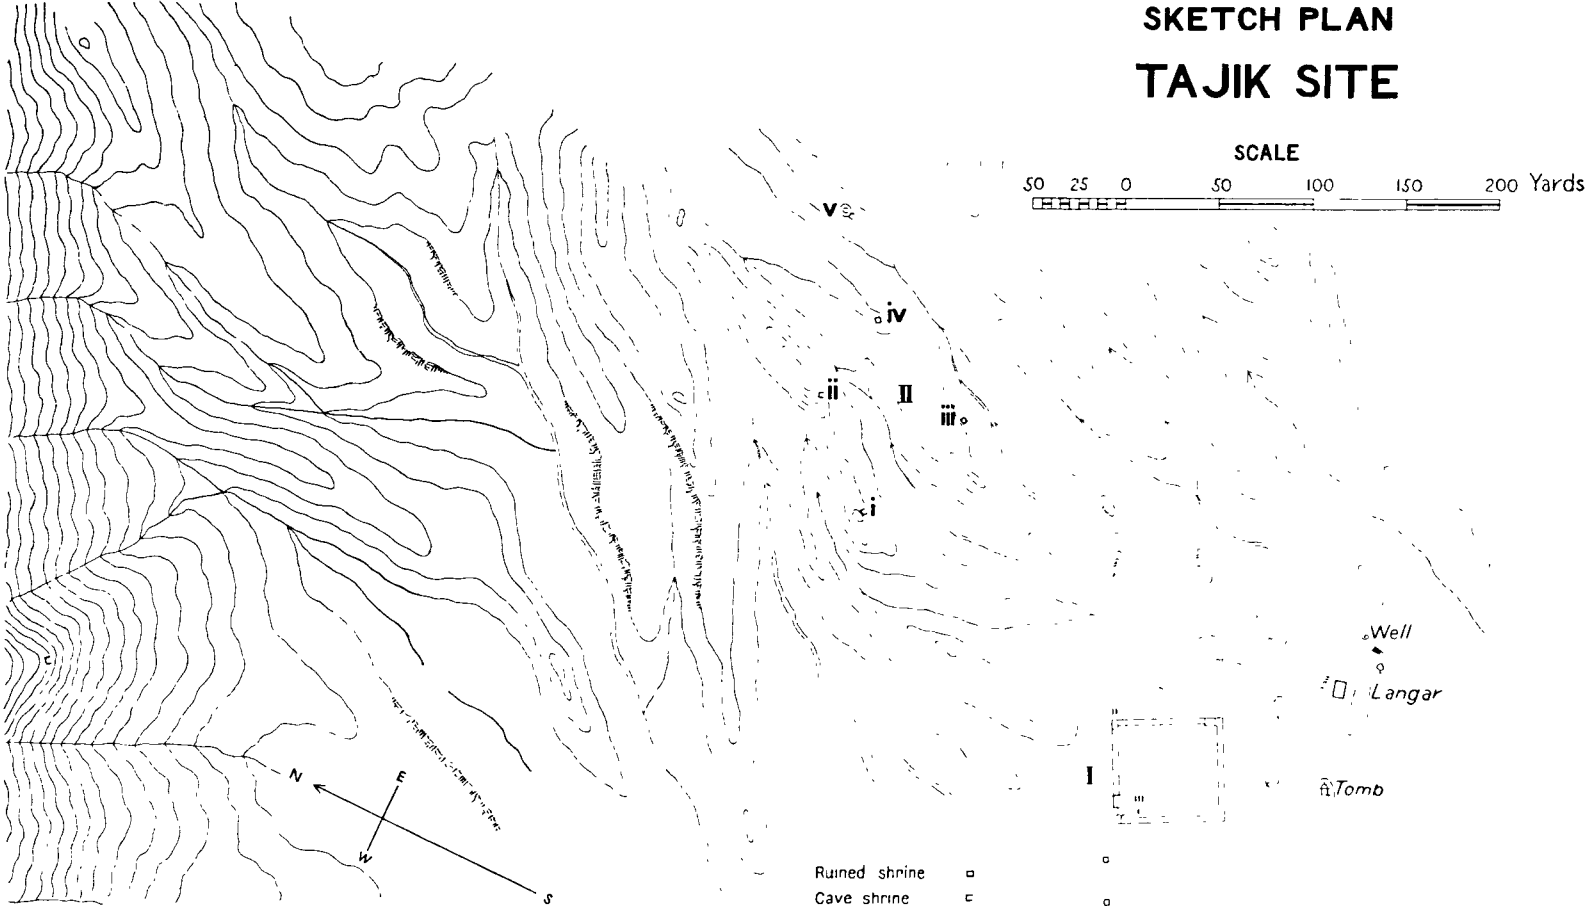 SKETCH PLAN
TAJIK SITE
SCALE
50 25 0 50 100 150 200 Yards
v
iv
ii
II
iii
i
Well
Langar
I
Tomb
N
E
W
S
Ruined shrine
Cave shrine